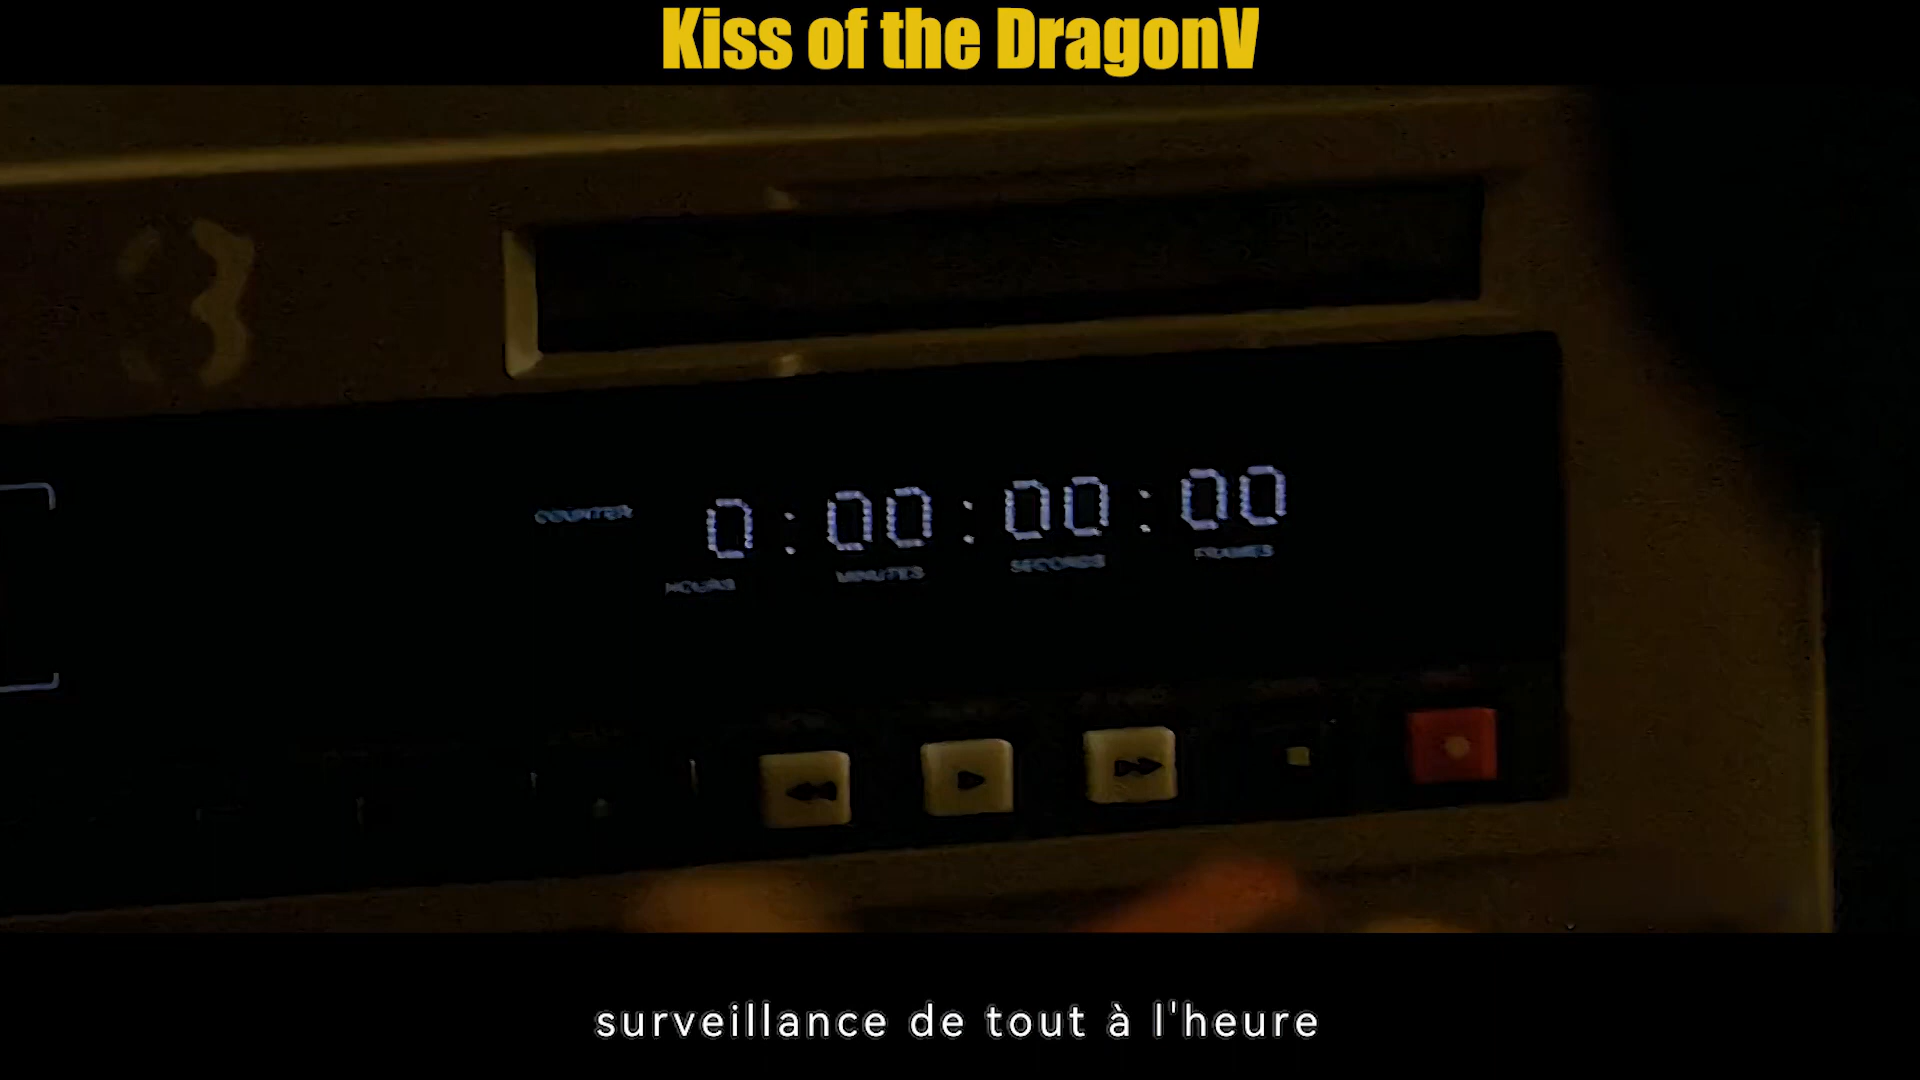 Kiss of the DragonV
COUNTER
0:00:00:00
HOURS MINUTES SECONDS FRAMES
surveillance de tout à l'heure